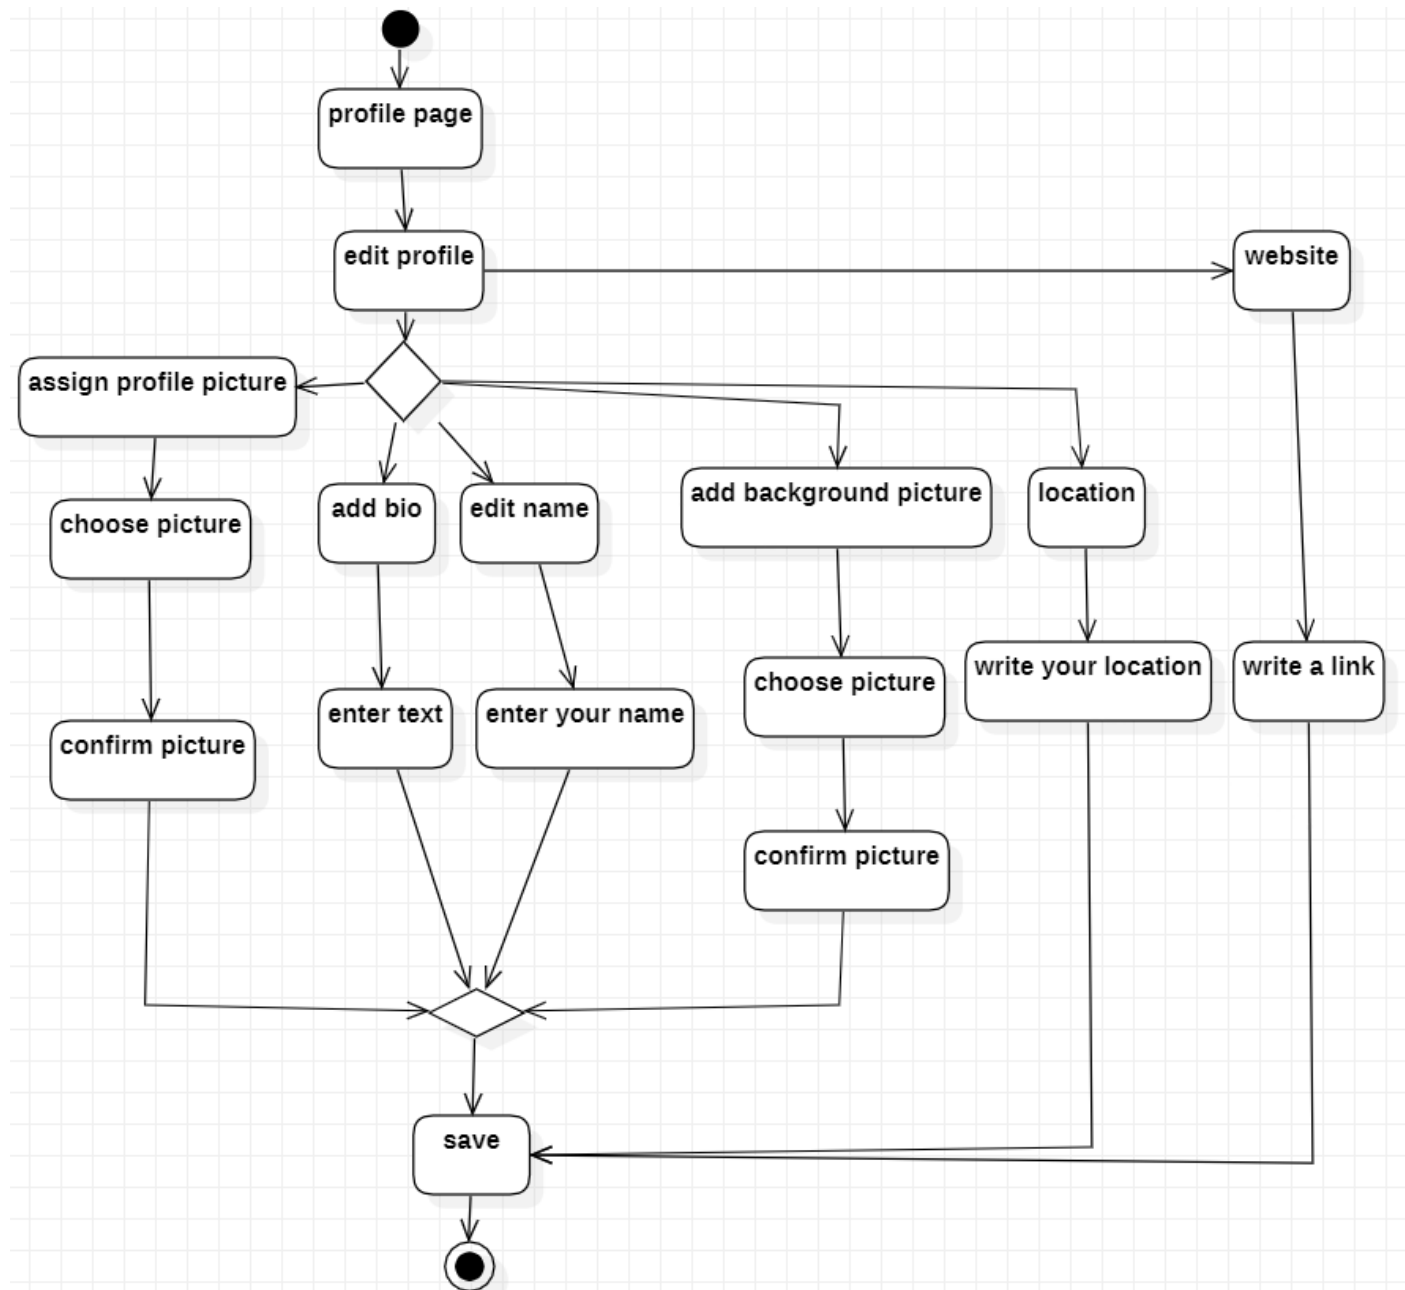 profile page
edit profile
website
assign profile picture
add background picture
location
choose picture
add bio
edit name
write your location
write a link
choose picture
enter text
enter your name
confirm picture
confirm picture
save